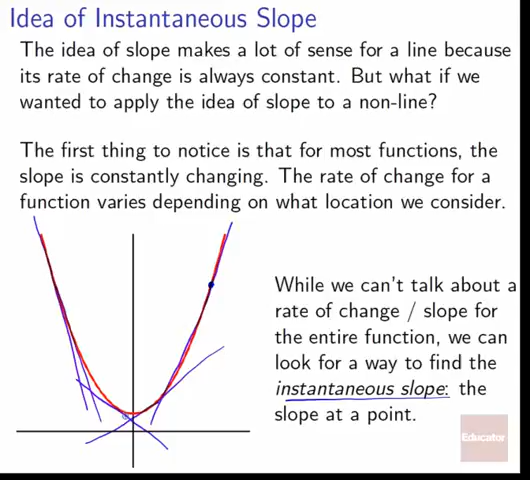 Idea of Instantaneous Slope
The idea of slope makes a lot of sense for a line because
its rate of change is always constant. But what if we
wanted to apply the idea of slope to a non-line?
The first thing to notice is that for most functions, the
slope is constantly changing. The rate of change for a
function varies depending on what location we consider.
While we can't talk about a
rate of change / slope for
the entire function, we can
look for a way to find the
instantaneous slope: the
slope at a point.
Educator